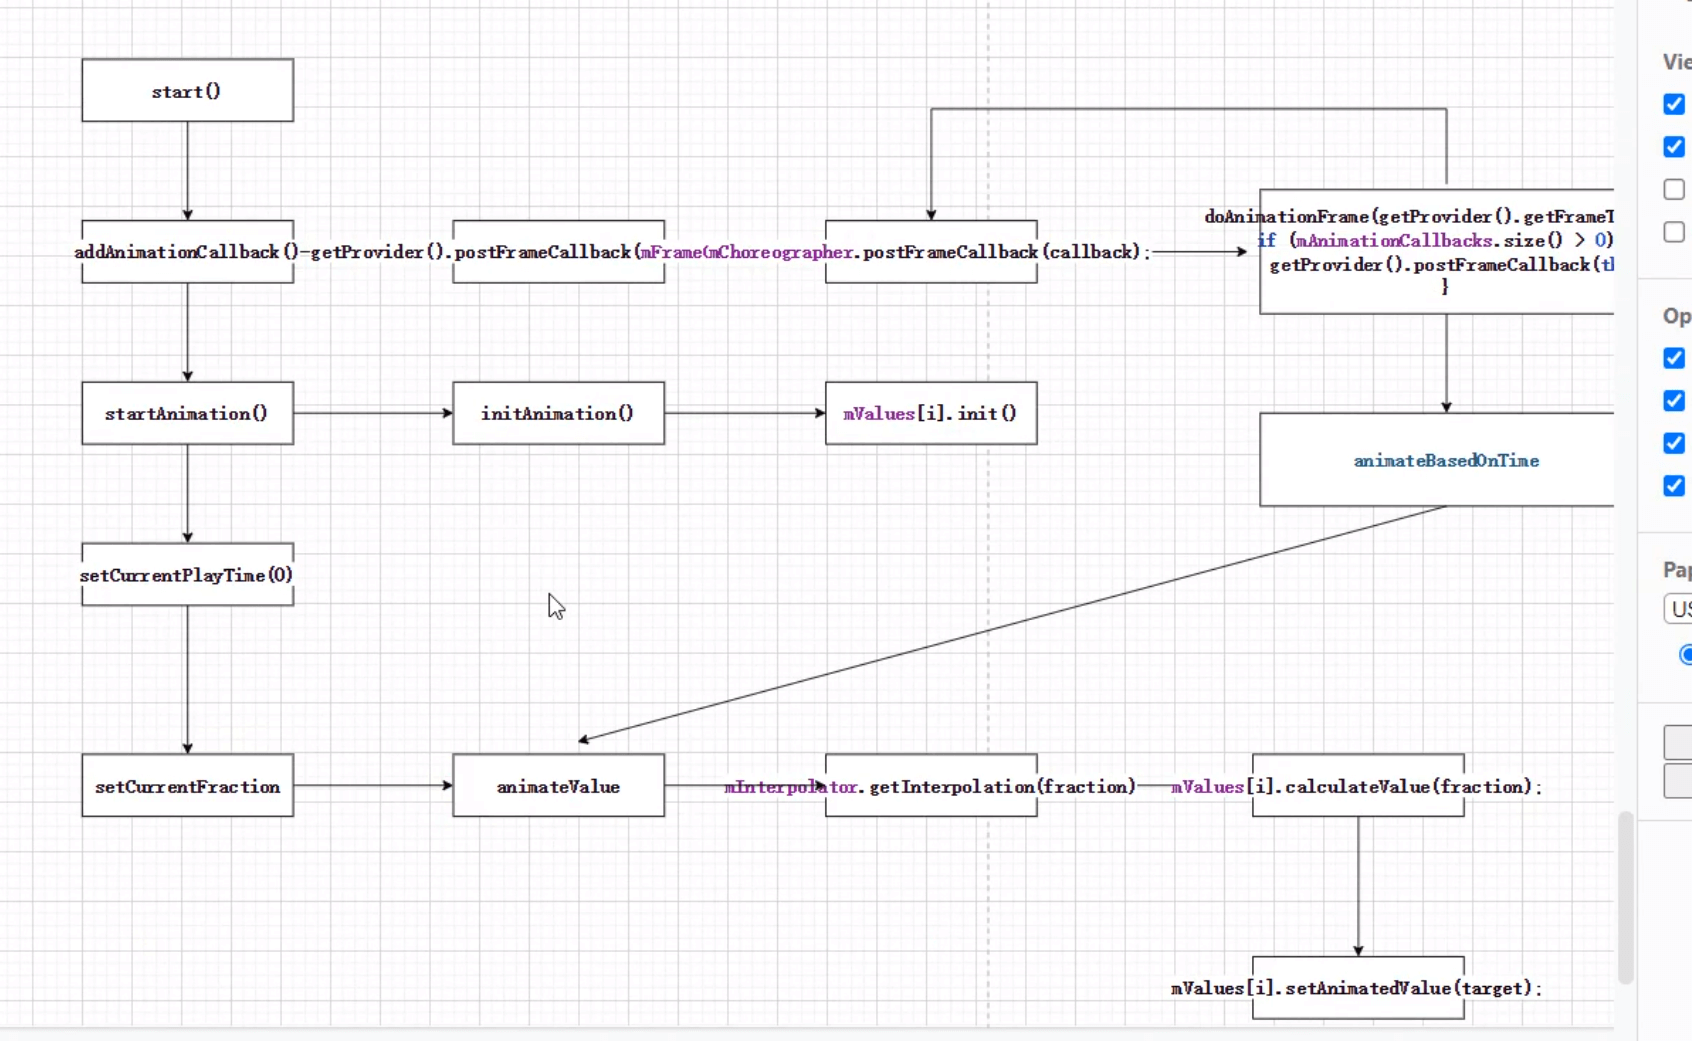 start()
addAnimationCallback()
getProvider().postFrameCallback(mFrame
(mChoreographer.postFrameCallback(callback);
doAnimationFrame(getProvider().getFrameT
if (mAnimationCallbacks.size() > 0)
getProvider().postFrameCallback(th
}
startAnimation()
initAnimation()
mValues[i].init()
animateBasedOnTime
setCurrentPlayTime(0)
setCurrentFraction
animateValue
mInterpolator.getInterpolation(fraction)
mValues[i].calculateValue(fraction);
mValues[i].setAnimatedValue(target);
Vie
Op
Pap
US